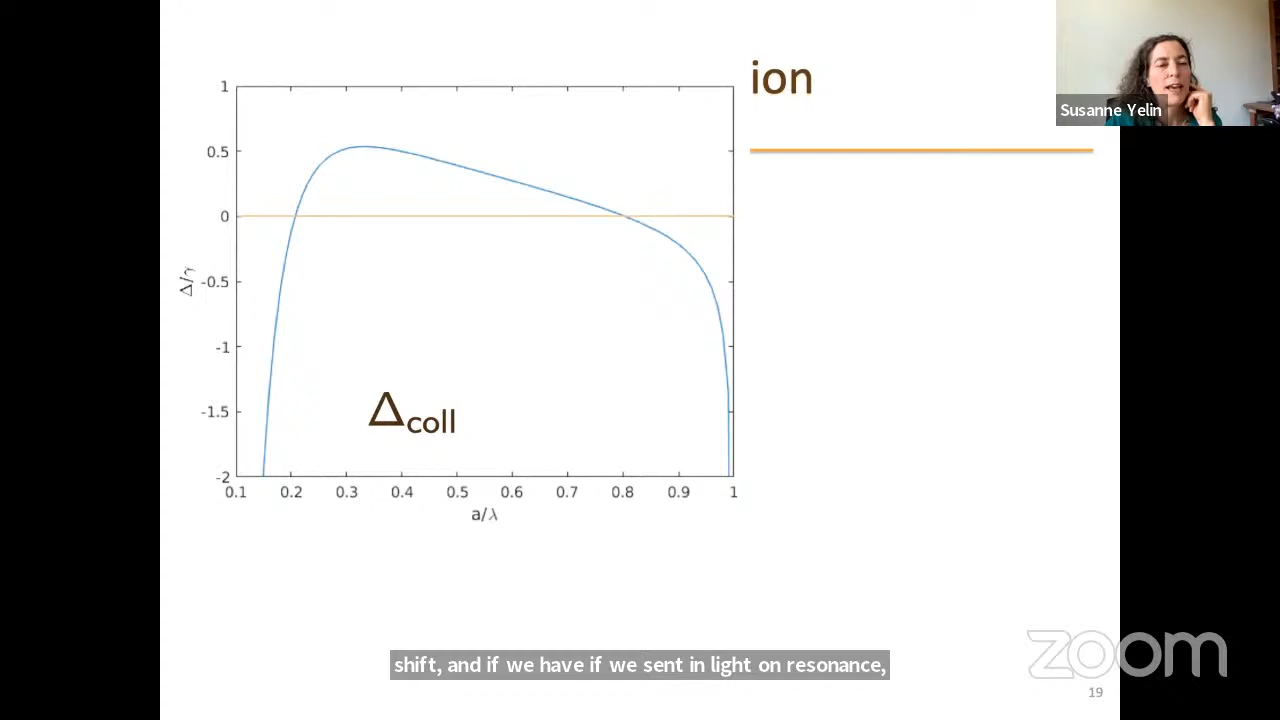 ion
Susanne Yelin
1
0.5
0
-0.5
-1
-1.5
-2
Δ/γ
Δcoll
0.1 0.2 0.3 0.4 0.5 0.6 0.7 0.8 0.9 1
a/λ
shift, and if we have if we sent in light on resonance,
zoom
19